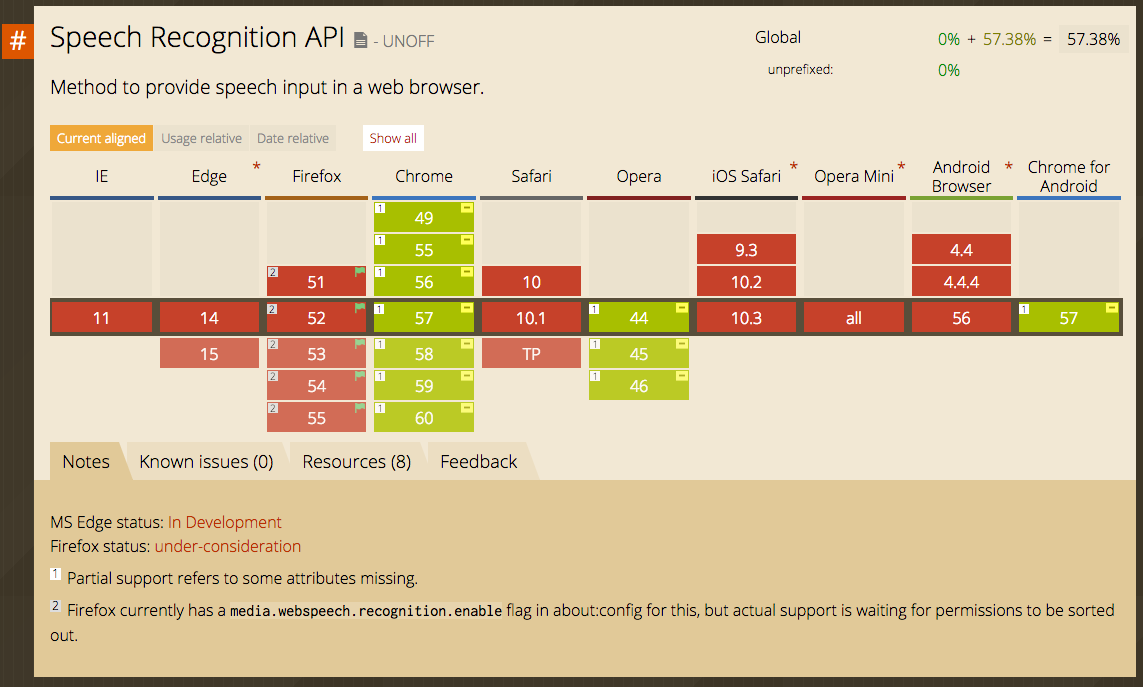 #
Speech Recognition API - UNOFF
Global 0% + 57.38% = 57.38%
unprefixed: 0%
Method to provide speech input in a web browser.
Current aligned Usage relative Date relative Show all
IE Edge * Firefox Chrome Safari Opera iOS Safari * Opera Mini * Android Browser * Chrome for Android
1 49 -
1 55 - 9.3 4.4
2 51 1 56 - 10 10.2 4.4.4
11 14 2 52 1 57 - 10.1 1 44 - 10.3 all 56 1 57 -
15 2 53 1 58 - TP 1 45 -
2 54 1 59 - 1 46 -
2 55 1 60 -
Notes Known issues (0) Resources (8) Feedback
MS Edge status: In Development
Firefox status: under-consideration
1 Partial support refers to some attributes missing.
2 Firefox currently has a media.webspeech.recognition.enable flag in about:config for this, but actual support is waiting for permissions to be sorted
out.